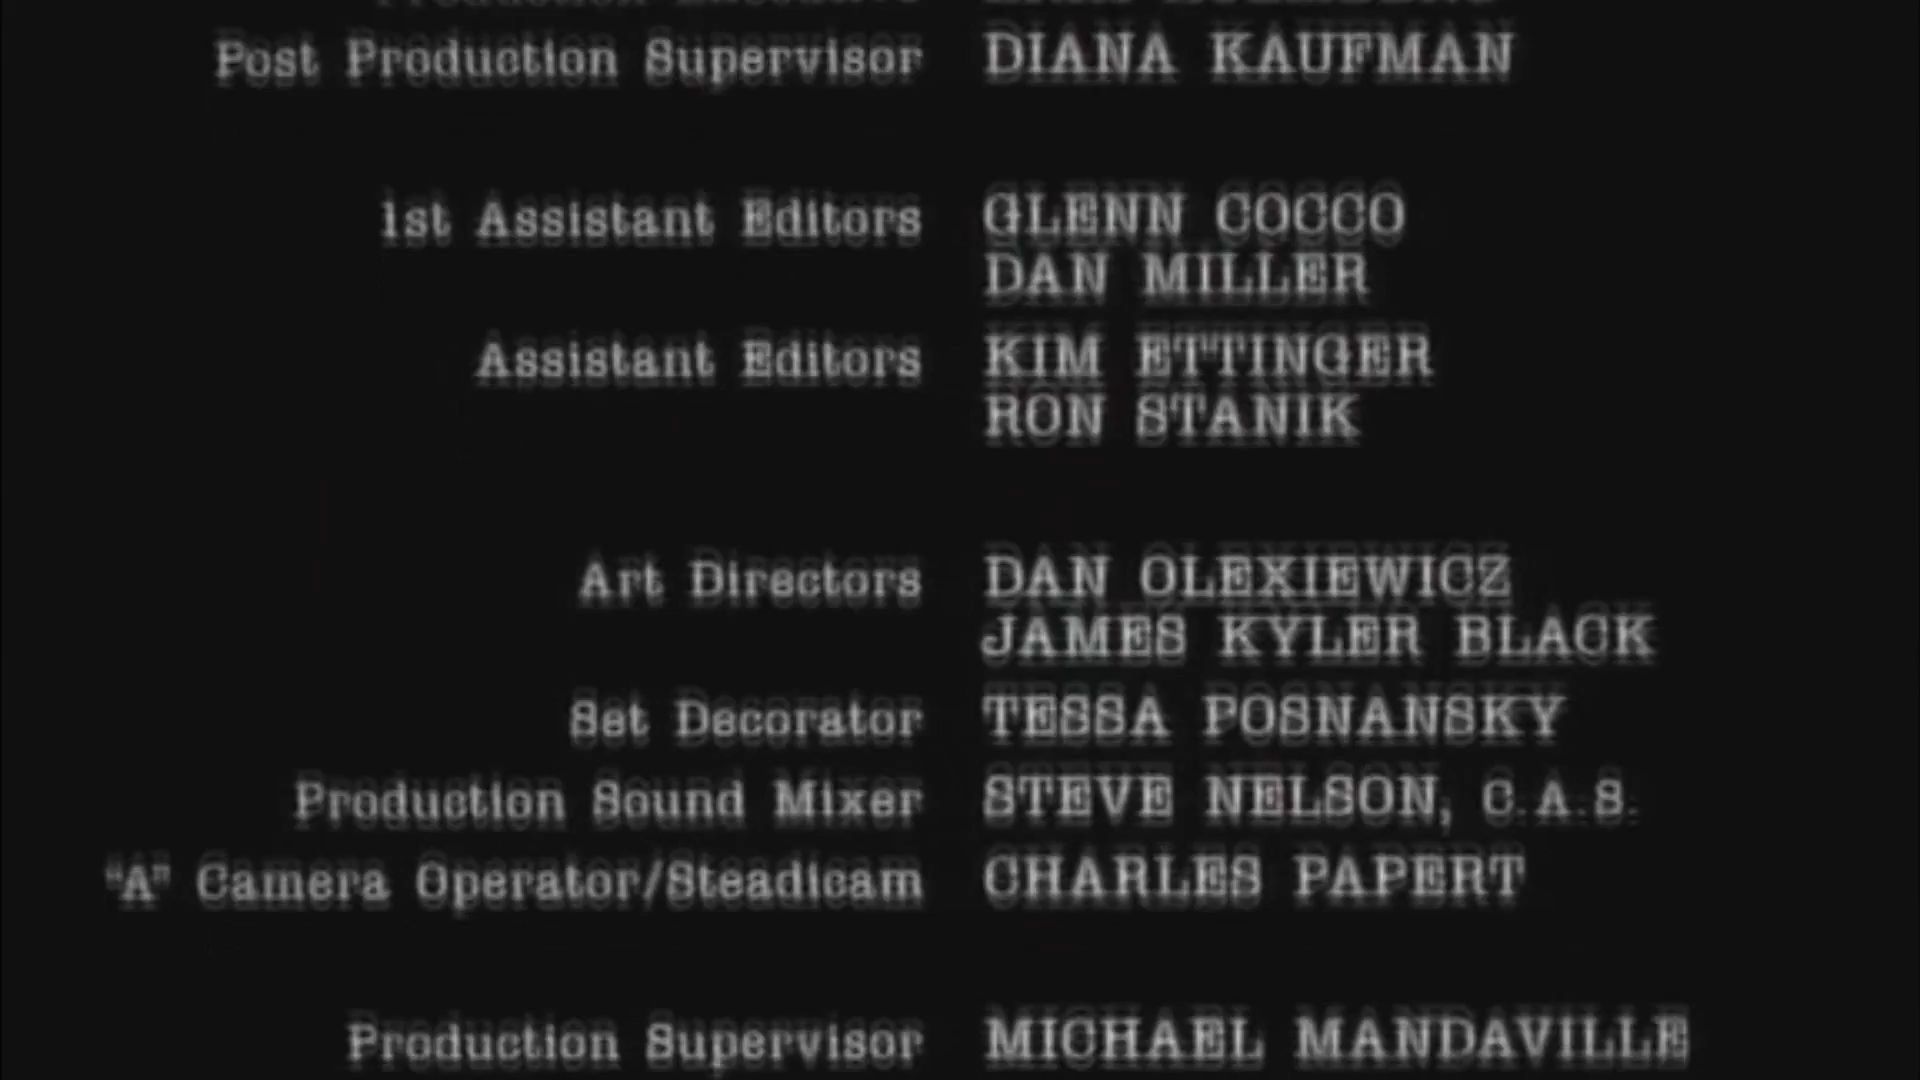 Post Production Supervisor DIANA KAUFMAN
1st Assistant Editors GLENN COCCO
DAN MILLER
Assistant Editors KIM ETTINGER
RON STANIK
Art Directors DAN OLEXIEWICZ
JAMES KYLER BLACK
Set Decorator TESSA POSNANSKY
Production Sound Mixer STEVE NELSON, C.A.S.
"A" Camera Operator/Steadicam CHARLES PAPERT
Production Supervisor MICHAEL MANDAVILLE